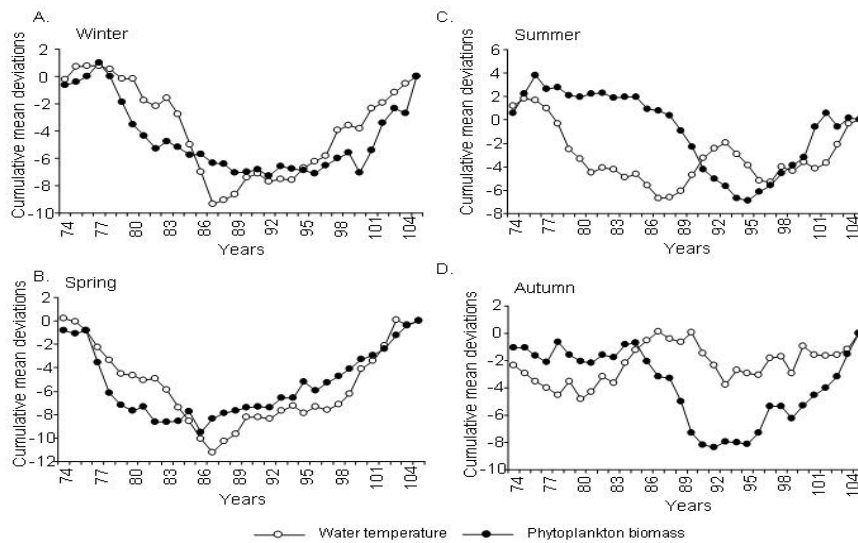 A.
Winter
Cumulative mean deviations
2
0
-2
-4
-6
-8
-10
74 77 80 83 86 89 92 95 98 101 104
Years
B.
Spring
Cumulative mean deviations
2
0
-2
-4
-6
-8
-10
-12
74 77 80 83 86 89 92 95 98 101 104
Years
C.
Summer
Cumulative mean deviations
6
4
2
0
-2
-4
-6
-8
74 77 80 83 86 89 92 95 98 101 104
Years
D.
Autumn
Cumulative mean deviations
2
0
-2
-4
-6
-8
-10
74 77 80 83 86 89 92 95 98 101 104
Years
Water temperature
Phytoplankton biomass